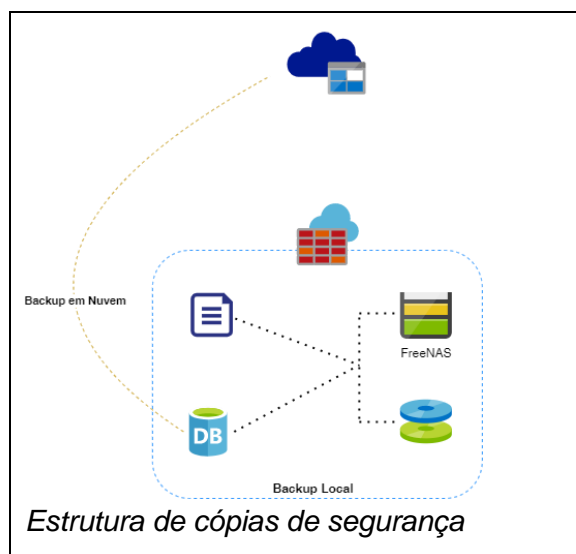 Backup em Nuvem
FreeNAS
DB
Backup Local
Estrutura de cópias de segurança